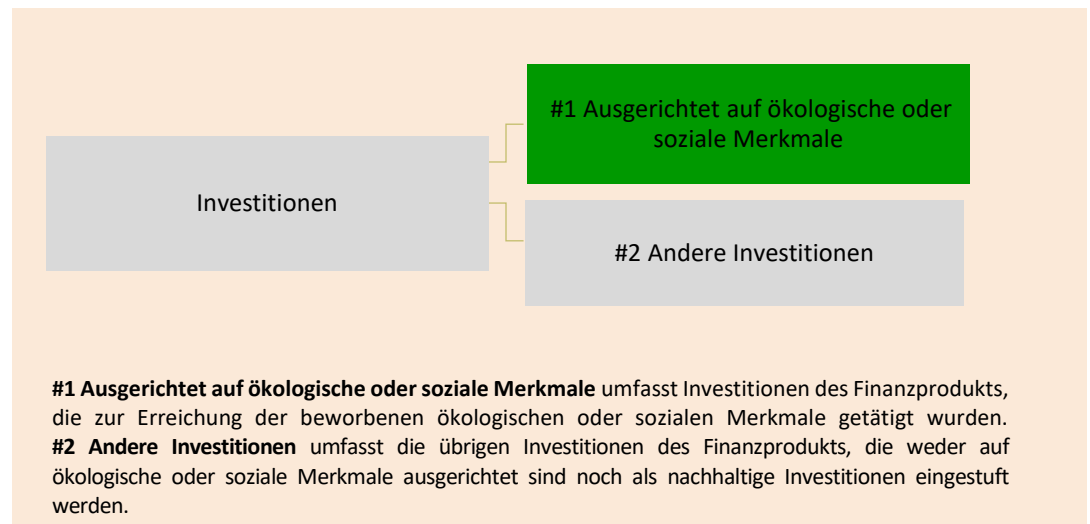 #1 Ausgerichtet auf ökologische oder
soziale Merkmale
Investitionen
#2 Andere Investitionen
#1 Ausgerichtet auf ökologische oder soziale Merkmale umfasst Investitionen des Finanzprodukts,
die zur Erreichung der beworbenen ökologischen oder sozialen Merkmale getätigt wurden.
#2 Andere Investitionen umfasst die übrigen Investitionen des Finanzprodukts, die weder auf
ökologische oder soziale Merkmale ausgerichtet sind noch als nachhaltige Investitionen eingestuft
werden.